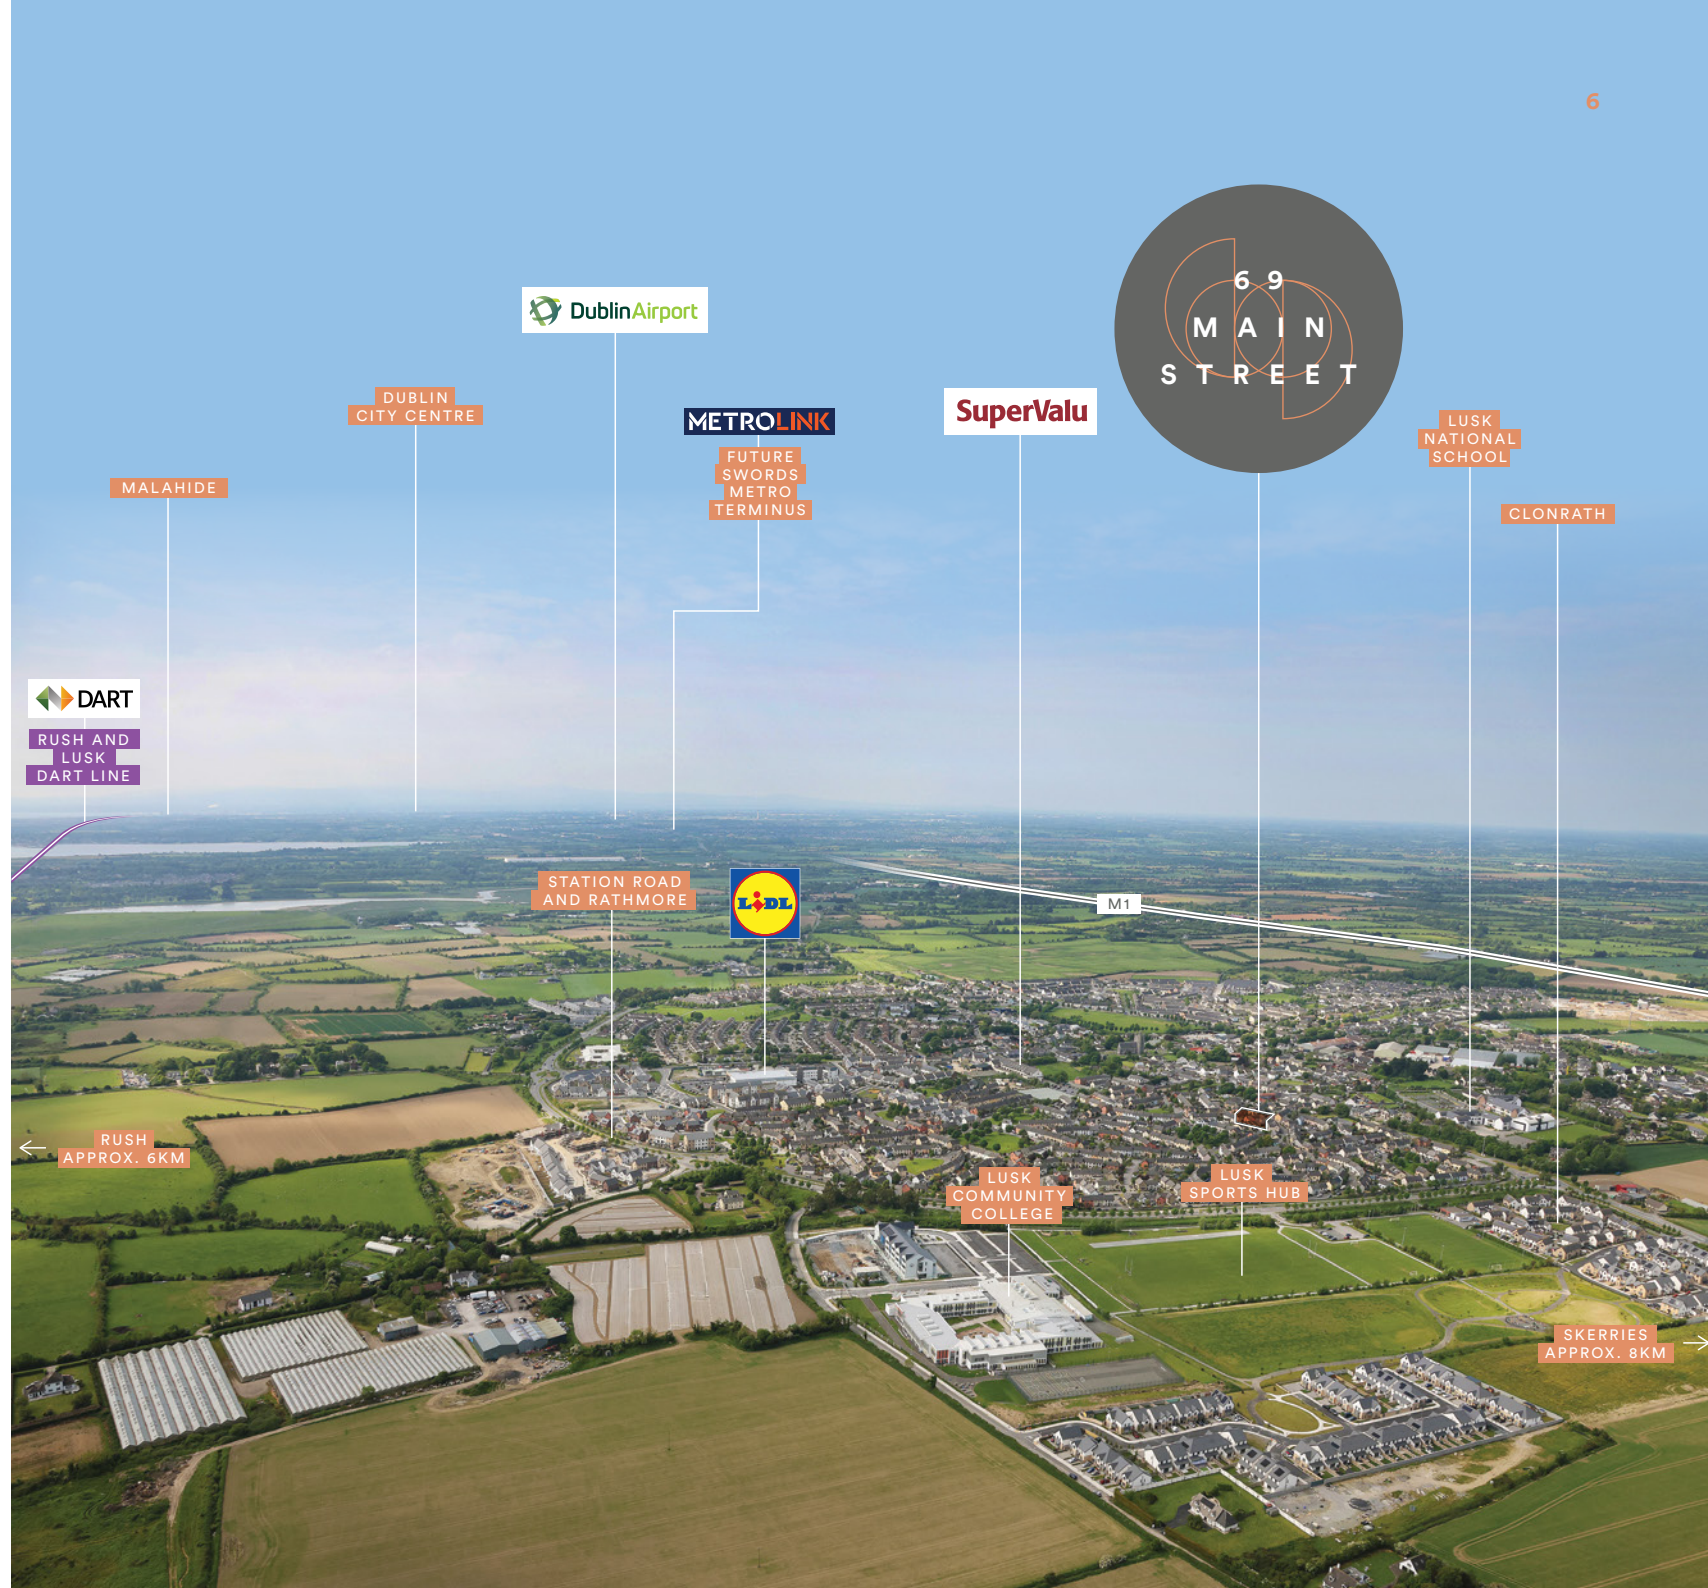 6
69
MAIN
STREET
DublinAirport
DUBLIN
CITY CENTRE
METROLINK
FUTURE
SWORDS
METRO
TERMINUS
SuperValu
LUSK
NATIONAL
SCHOOL
MALAHIDE
CLONRATH
DART
RUSH AND
LUSK
DART LINE
STATION ROAD
AND RATHMORE
LIDL
M1
RUSH
APPROX. 6KM
LUSK
COMMUNITY
COLLEGE
LUSK
SPORTS HUB
SKERRIES
APPROX. 8KM